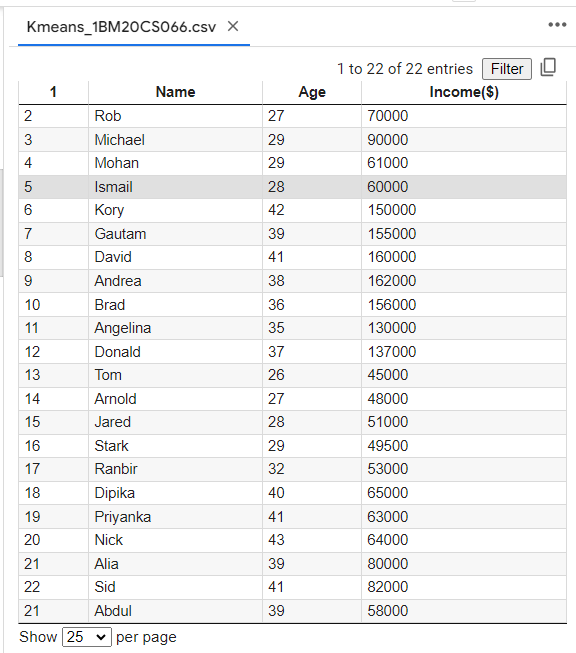 Kmeans_1BM20CS066.csv
1 to 22 of 22 entries Filter
1 Name Age Income($)
2 Rob 27 70000
3 Michael 29 90000
4 Mohan 29 61000
5 Ismail 28 60000
6 Kory 42 150000
7 Gautam 39 155000
8 David 41 160000
9 Andrea 38 162000
10 Brad 36 156000
11 Angelina 35 130000
12 Donald 37 137000
13 Tom 26 45000
14 Arnold 27 48000
15 Jared 28 51000
16 Stark 29 49500
17 Ranbir 32 53000
18 Dipika 40 65000
19 Priyanka 41 63000
20 Nick 43 64000
21 Alia 39 80000
22 Sid 41 82000
21 Abdul 39 58000
Show 25 per page